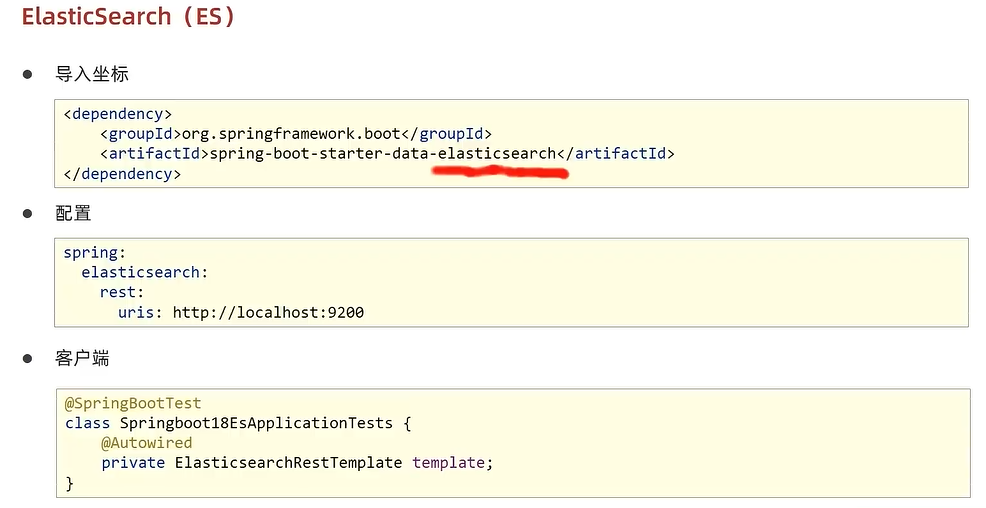 ElasticSearch（ES）
● 导入坐标
<dependency>
    <groupId>org.springframework.boot</groupId>
    <artifactId>spring-boot-starter-data-elasticsearch</artifactId>
</dependency>
● 配置
spring:
  elasticsearch:
    rest:
      uris: http://localhost:9200
● 客户端
@SpringBootTest
class Springboot18EsApplicationTests {
    @Autowired
    private ElasticsearchRestTemplate template;
}